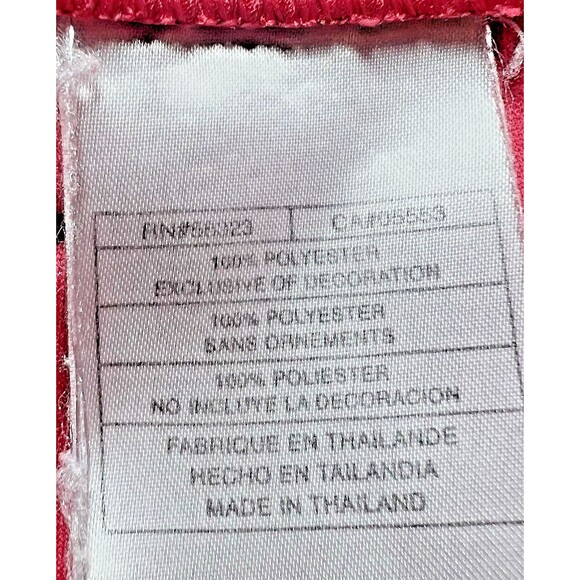 RN#56323 CA#05553
100% POLYESTER
EXCLUSIVE OF DECORATION
100% POLYESTER
SANS ORNEMENTS
100% POLIESTER
NO INCLUYE LA DECORACION
FABRIQUE EN THAILANDE
HECHO EN TAILANDIA
MADE IN THAILAND